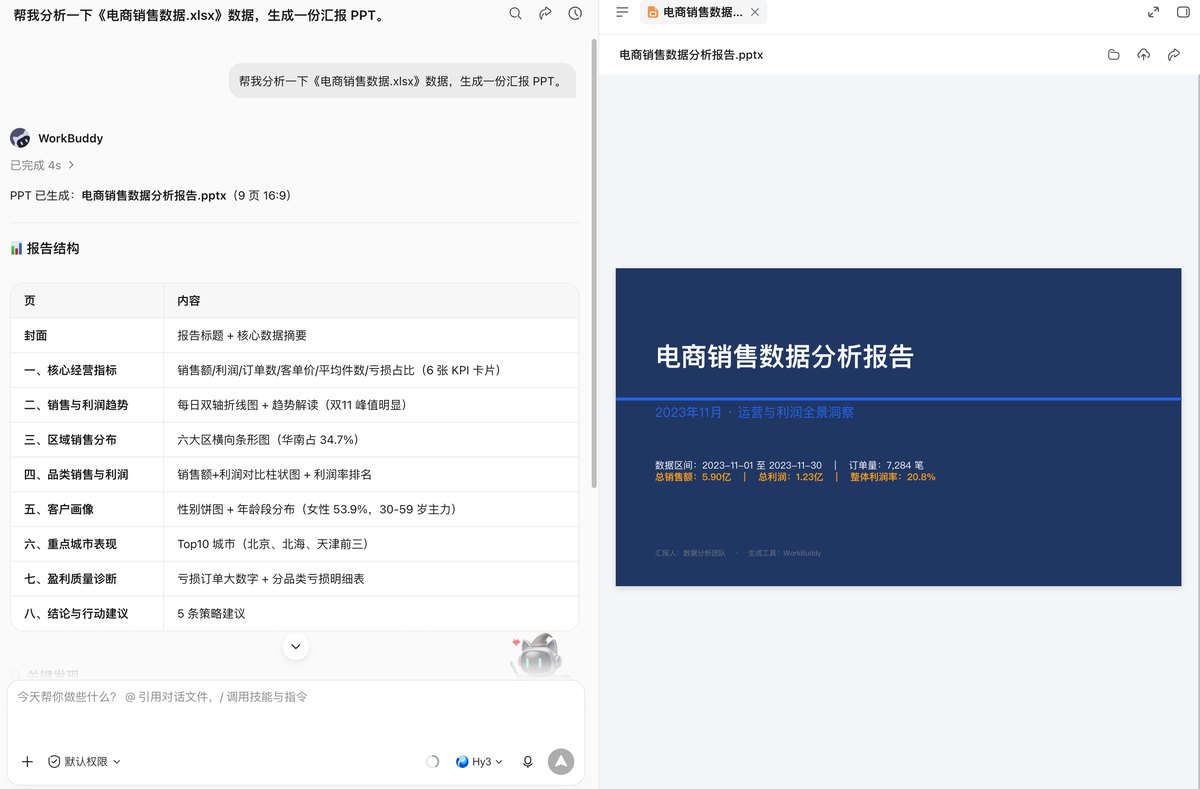 帮我分析一下《电商销售数据.xlsx》数据，生成一份汇报 PPT。
帮我分析一下《电商销售数据.xlsx》数据，生成一份汇报 PPT。
WorkBuddy
已完成 4s
PPT 已生成：电商销售数据分析报告.pptx（9 页 16:9）
报告结构
页 内容
封面 报告标题 + 核心数据摘要
一、核心经营指标 销售额/利润/订单数/客单价/平均件数/亏损占比（6 张 KPI 卡片）
二、销售与利润趋势 每日双轴折线图 + 趋势解读（双11 峰值明显）
三、区域销售分布 六大区横向条形图（华南占 34.7%）
四、品类销售与利润 销售额+利润对比柱状图 + 利润率排名
五、客户画像 性别饼图 + 年龄段分布（女性 53.9%，30-59 岁主力）
六、重点城市表现 Top10 城市（北京、北海、天津前三）
七、盈利质量诊断 亏损订单大数字 + 分品类亏损明细表
八、结论与行动建议 5 条策略建议
关键发现
今天帮你做些什么？ @ 引用对话文件，/ 调用技能与指令
默认权限
Hy3
电商销售数据...
电商销售数据分析报告.pptx
电商销售数据分析报告
2023年11月 · 运营与利润全景洞察
数据区间：2023-11-01 至 2023-11-30 | 订单量：7,284 笔
总销售额：5.90亿 | 总利润：1.23亿 | 整体利润率：20.8%
汇报人：数据分析团队 · 生成工具：WorkBuddy